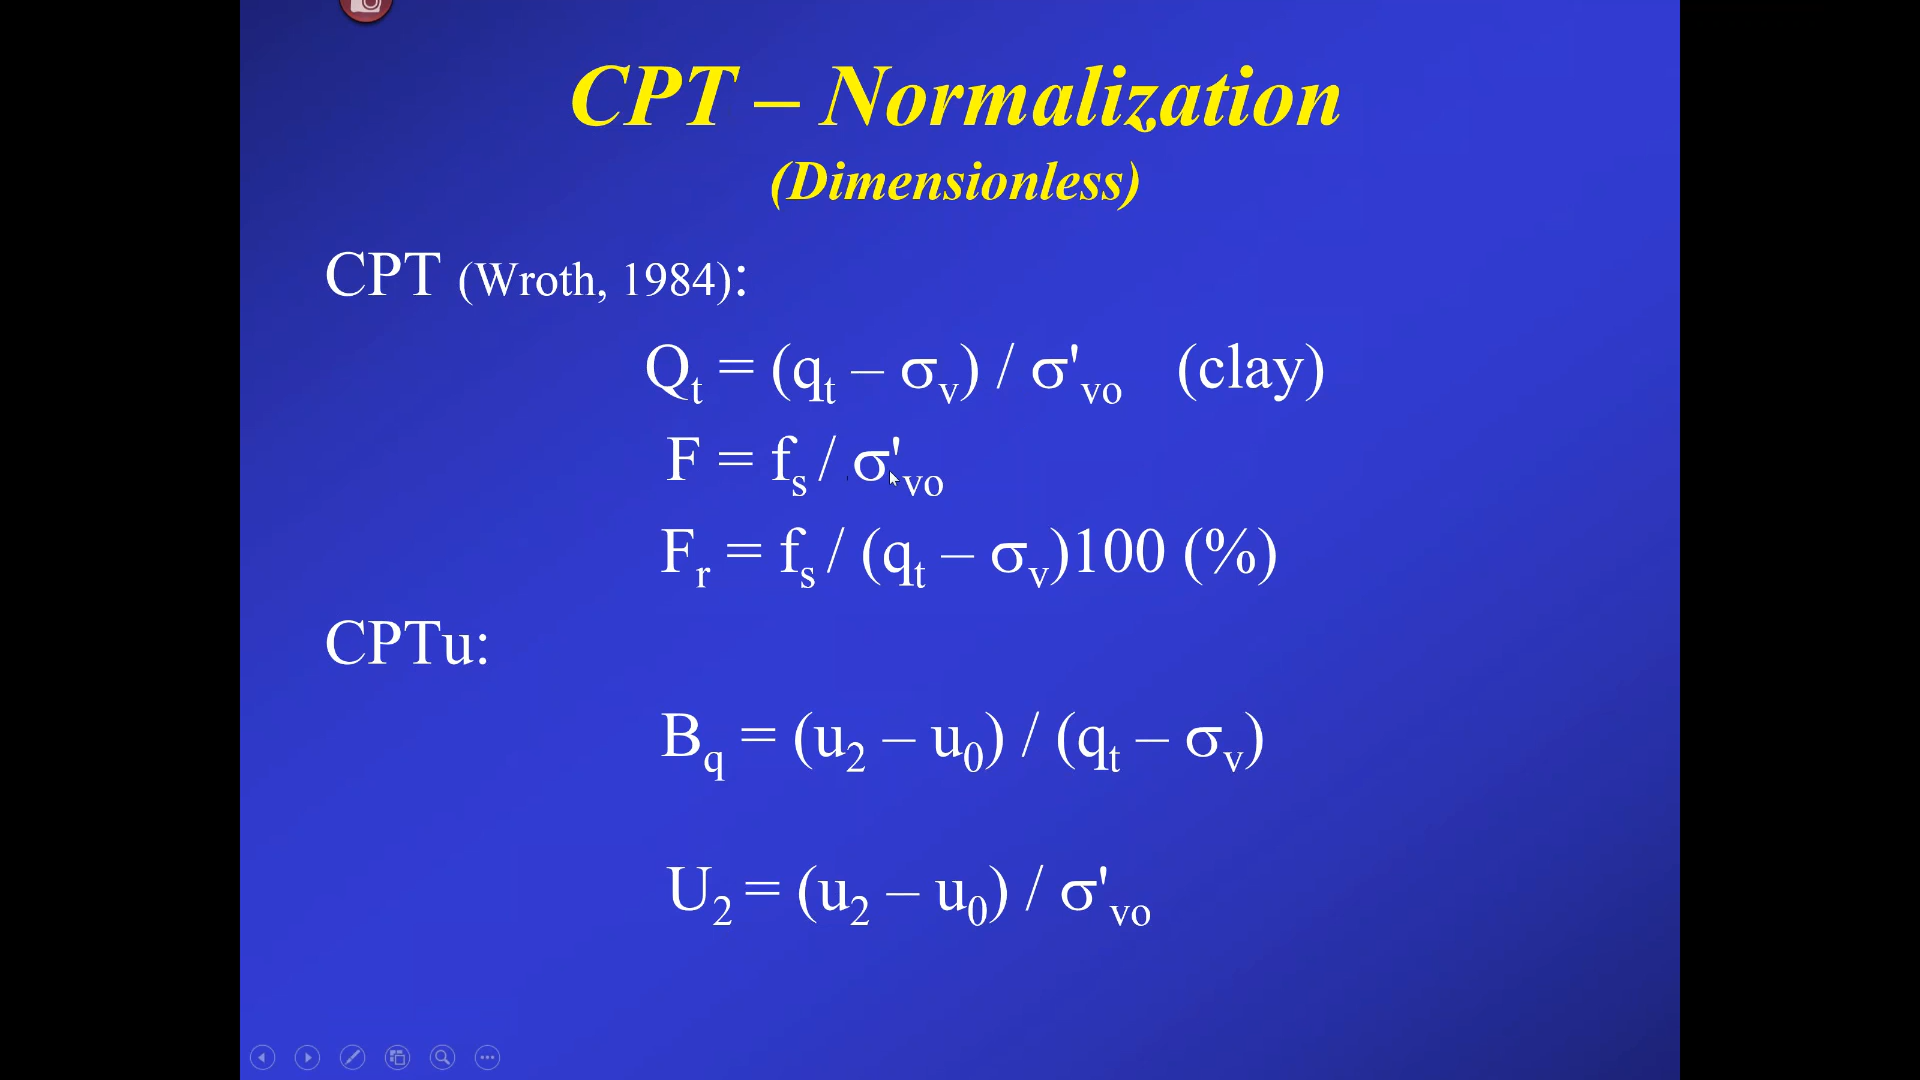 CPT – Normalization
(Dimensionless)
CPT (Wroth, 1984):
Qt = (qt – σv) / σ'vo (clay)
F = fs / σ'vo
Fr = fs / (qt – σv)100 (%)
CPTu:
Bq = (u2 – u0) / (qt – σv)
U2 = (u2 – u0) / σ'vo